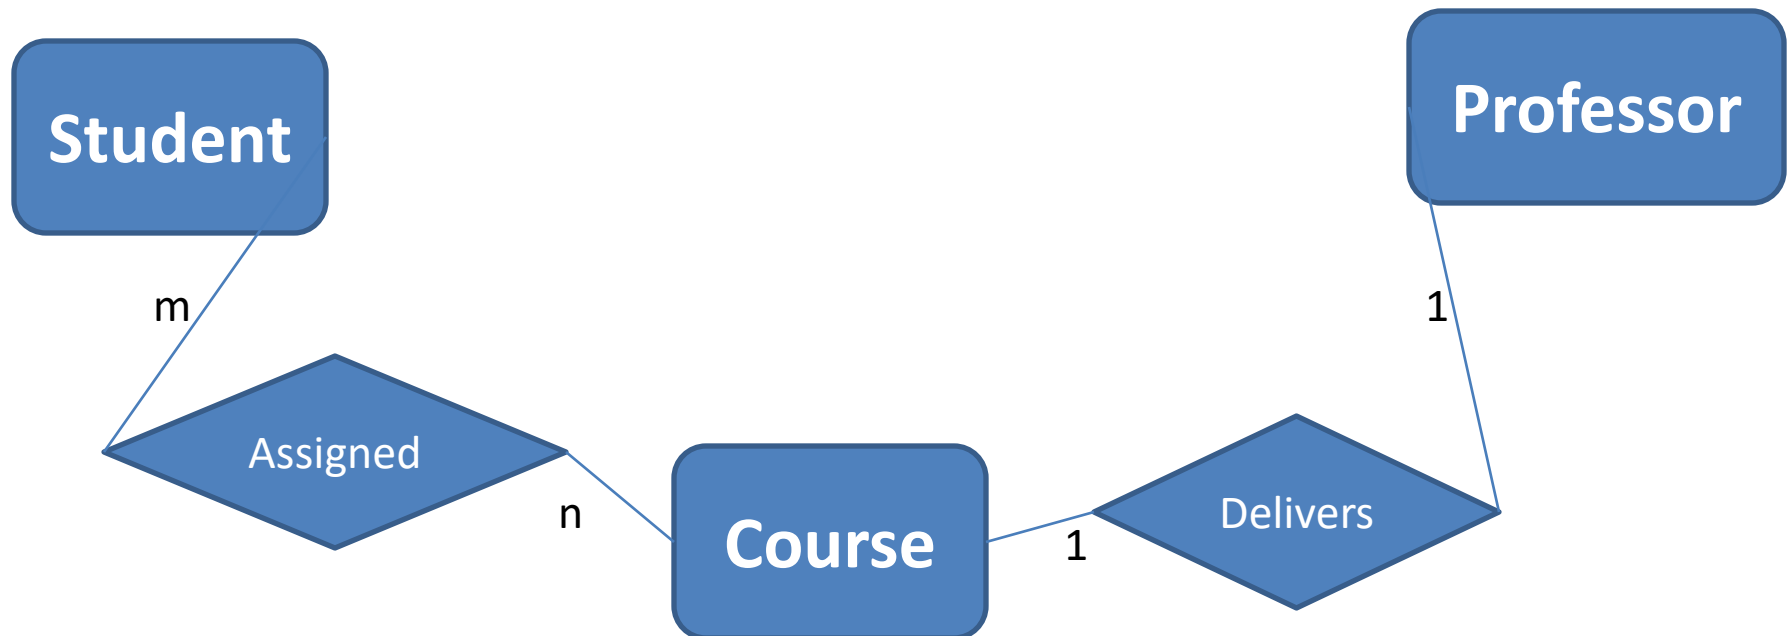 Student
Professor
m
1
Assigned
n
Course
1
Delivers